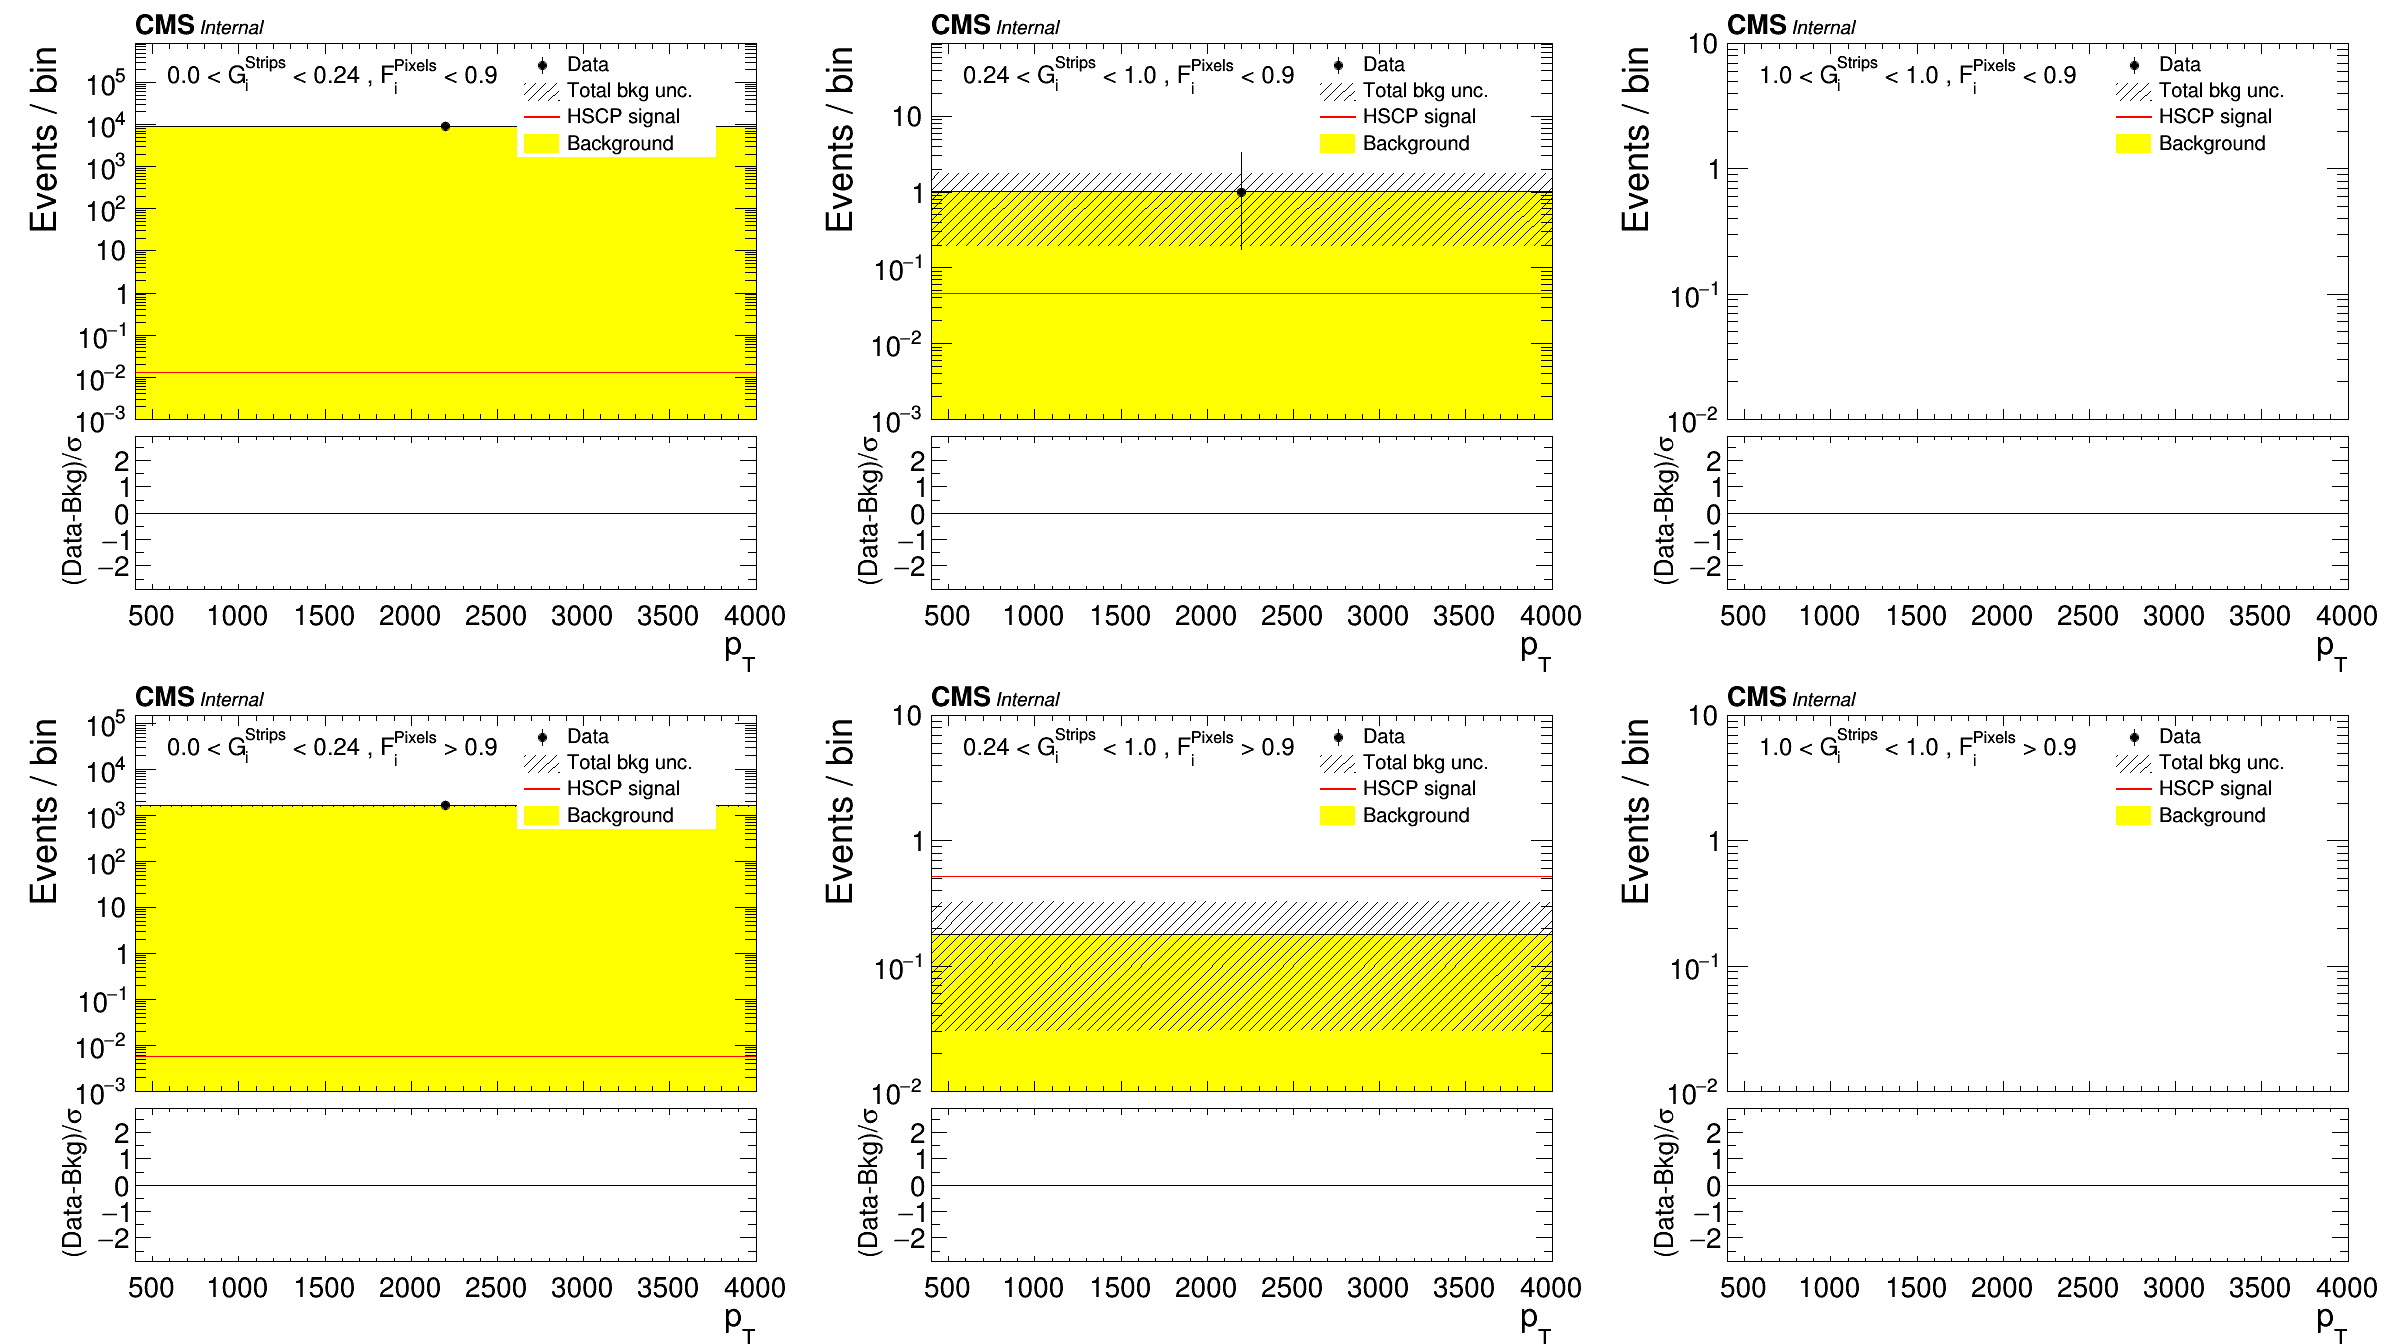 CMS Internal
Events / bin
0.0 < G_i^Strips < 0.24 , F_i^Pixels < 0.9
Data
Total bkg unc.
HSCP signal
Background
10^5
10^4
10^3
10^2
10
1
10^−1
10^−2
10^−3
(Data-Bkg)/σ
2
1
0
−1
−2
500 1000 1500 2000 2500 3000 3500 4000
p_T
CMS Internal
Events / bin
0.24 < G_i^Strips < 1.0 , F_i^Pixels < 0.9
Data
Total bkg unc.
HSCP signal
Background
10
1
10^−1
10^−2
10^−3
(Data-Bkg)/σ
2
1
0
−1
−2
500 1000 1500 2000 2500 3000 3500 4000
p_T
CMS Internal
Events / bin
1.0 < G_i^Strips < 1.0 , F_i^Pixels < 0.9
Data
Total bkg unc.
HSCP signal
Background
10
1
10^−1
10^−2
(Data-Bkg)/σ
2
1
0
−1
−2
500 1000 1500 2000 2500 3000 3500 4000
p_T
CMS Internal
Events / bin
0.0 < G_i^Strips < 0.24 , F_i^Pixels > 0.9
Data
Total bkg unc.
HSCP signal
Background
10^5
10^4
10^3
10^2
10
1
10^−1
10^−2
10^−3
(Data-Bkg)/σ
2
1
0
−1
−2
500 1000 1500 2000 2500 3000 3500 4000
p_T
CMS Internal
Events / bin
0.24 < G_i^Strips < 1.0 , F_i^Pixels > 0.9
Data
Total bkg unc.
HSCP signal
Background
10
1
10^−1
10^−2
(Data-Bkg)/σ
2
1
0
−1
−2
500 1000 1500 2000 2500 3000 3500 4000
p_T
CMS Internal
Events / bin
1.0 < G_i^Strips < 1.0 , F_i^Pixels > 0.9
Data
Total bkg unc.
HSCP signal
Background
10
1
10^−1
10^−2
(Data-Bkg)/σ
2
1
0
−1
−2
500 1000 1500 2000 2500 3000 3500 4000
p_T